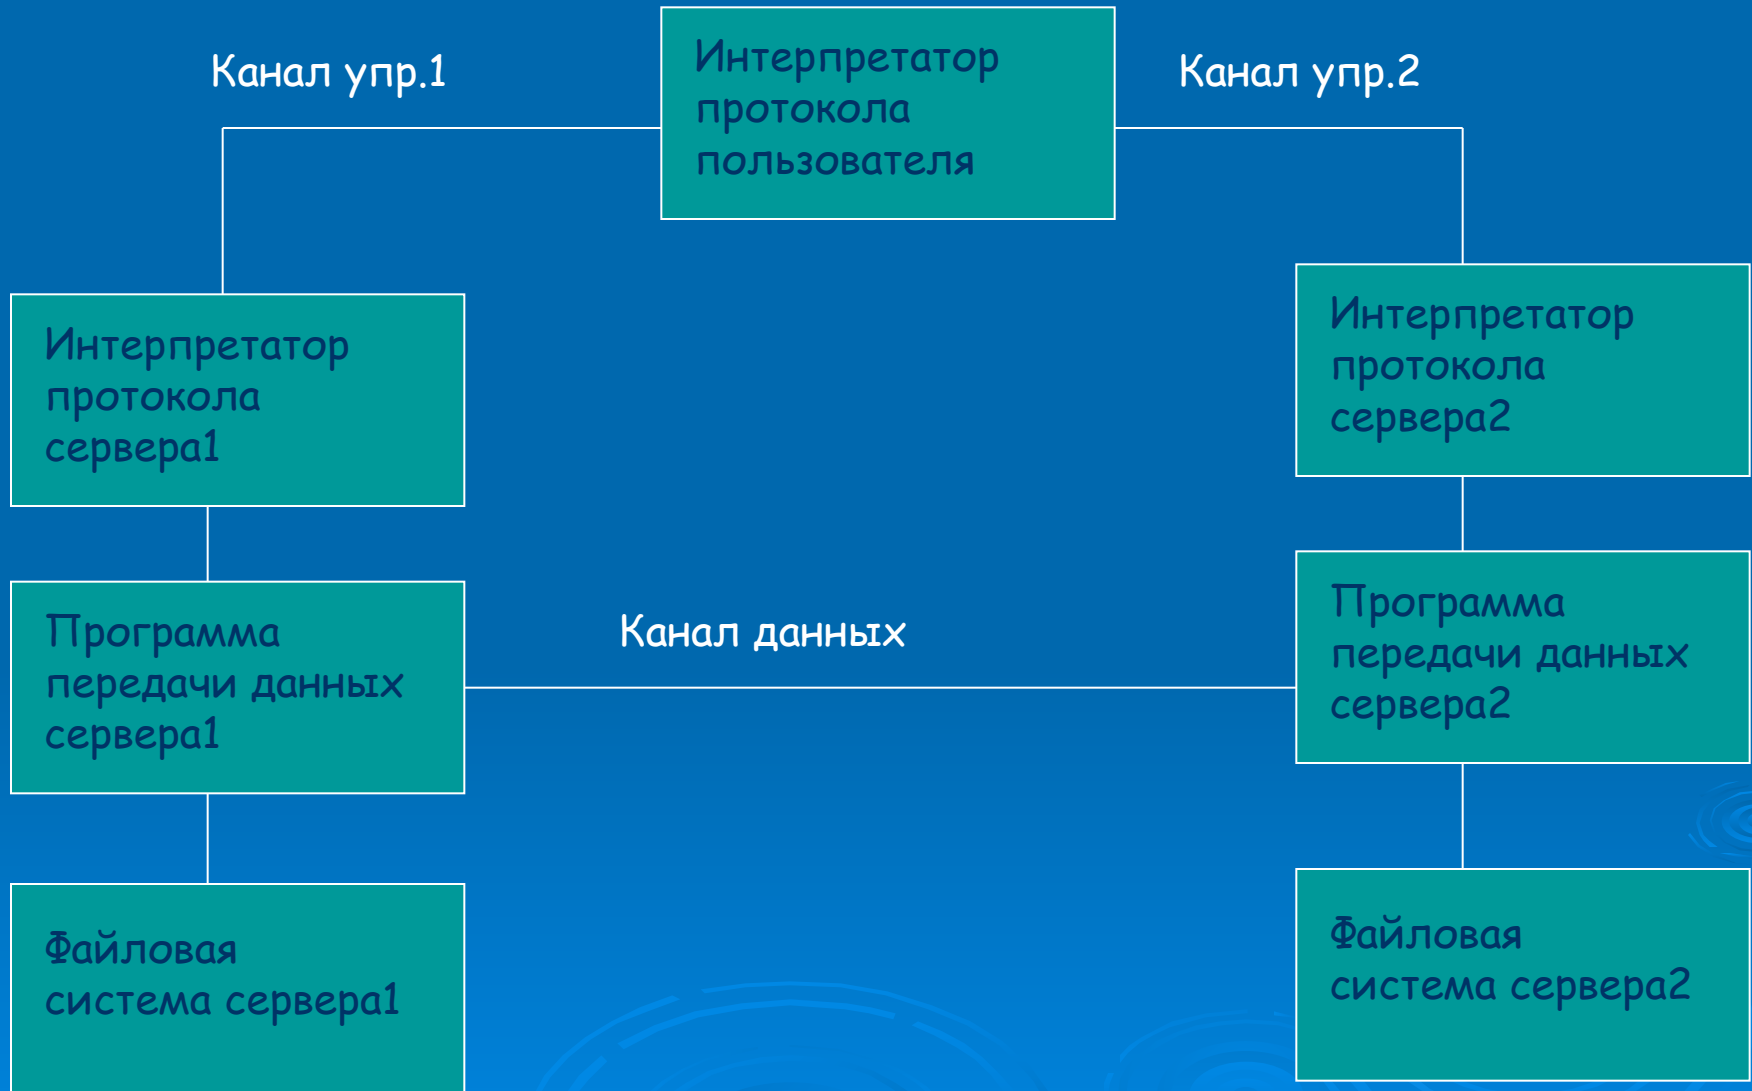 Канал упр.1
Интерпретатор
протокола
пользователя
Канал упр.2
Интерпретатор
протокола
сервера1
Интерпретатор
протокола
сервера2
Программа
передачи данных
сервера1
Канал данных
Программа
передачи данных
сервера2
Файловая
система сервера1
Файловая
система сервера2